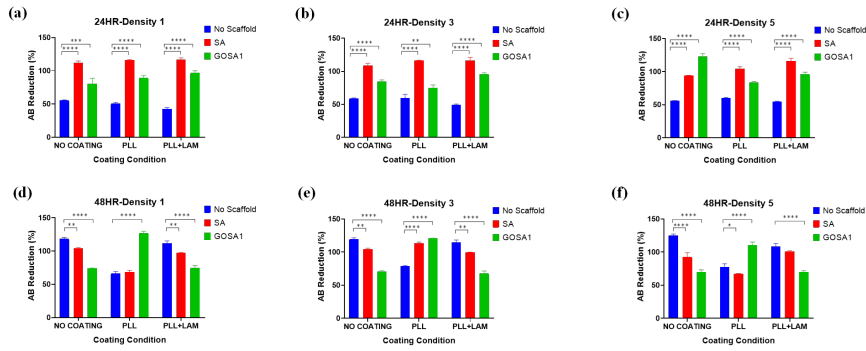 (a)
24HR-Density 1
No Scaffold
SA
GOSA1
***
****
****
****
****
****
AB Reduction (%)
150
100
50
0
NO COATING PLL PLL+LAM
Coating Condition
(b)
24HR-Density 3
No Scaffold
SA
GOSA1
****
****
**
****
****
****
AB Reduction (%)
150
100
50
0
NO COATING PLL PLL+LAM
Coating Condition
(c)
24HR-Density 5
No Scaffold
SA
GOSA1
****
****
****
****
****
****
AB Reduction (%)
150
100
50
0
NO COATING PLL PLL+LAM
Coating Condition
(d)
48HR-Density 1
No Scaffold
SA
GOSA1
****
**
****
****
**
AB Reduction (%)
150
100
50
0
NO COATING PLL PLL+LAM
Coating Condition
(e)
48HR-Density 3
No Scaffold
SA
GOSA1
****
**
****
****
****
**
AB Reduction (%)
150
100
50
0
NO COATING PLL PLL+LAM
Coating Condition
(f)
48HR-Density 5
No Scaffold
SA
GOSA1
****
****
****
*
****
AB Reduction (%)
150
100
50
0
NO COATING PLL PLL+LAM
Coating Condition